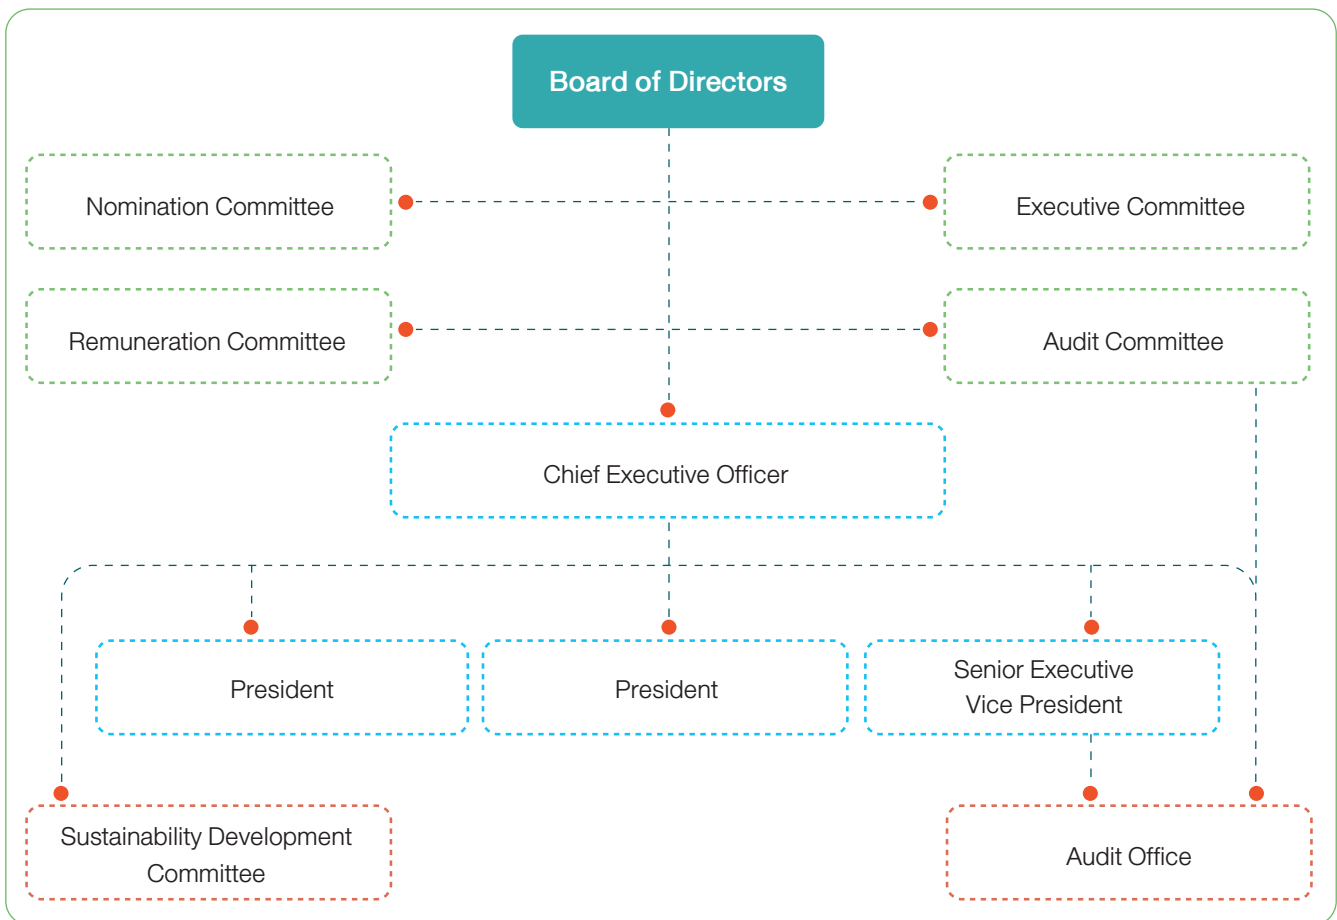 Board of Directors
Nomination Committee
Executive Committee
Remuneration Committee
Audit Committee
Chief Executive Officer
President
President
Senior Executive
Vice President
Sustainability Development
Committee
Audit Office